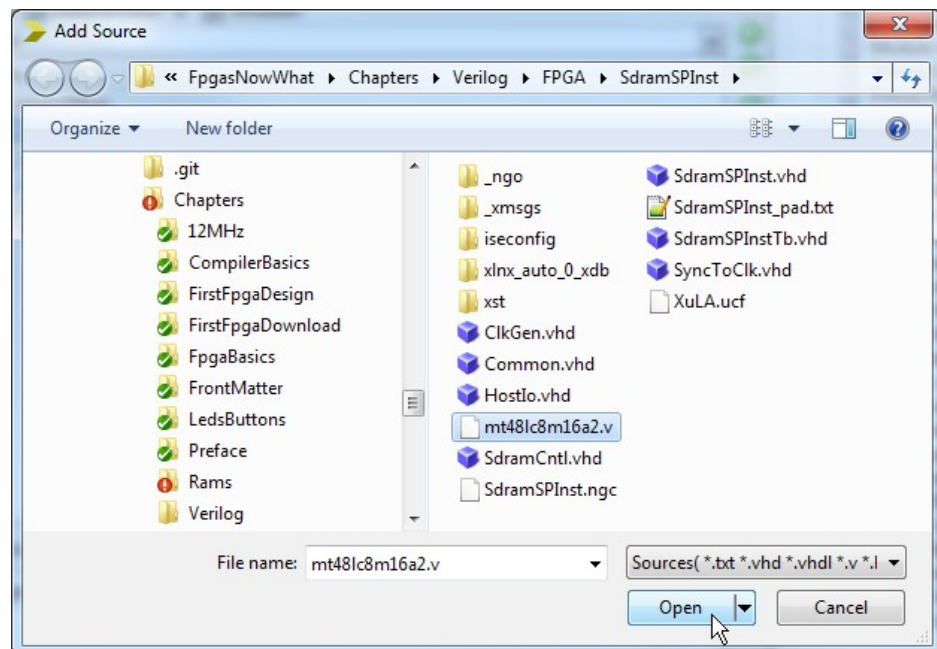 Add Source
« FpgasNowWhat ▸ Chapters ▸ Verilog ▸ FPGA ▸ SdramSPInst ▸
Organize ▾ New folder
.git
Chapters
12MHz
CompilerBasics
FirstFpgaDesign
FirstFpgaDownload
FpgaBasics
FrontMatter
LedsButtons
Preface
Rams
Verilog
_ngo
_xmsgs
iseconfig
xlnx_auto_0_xdb
xst
ClkGen.vhd
Common.vhd
HostIo.vhd
mt48lc8m16a2.v
SdramCntl.vhd
SdramSPInst.ngc
SdramSPInst.vhd
SdramSPInst_pad.txt
SdramSPInstTb.vhd
SyncToClk.vhd
XuLA.ucf
File name: mt48lc8m16a2.v
Sources( *.txt *.vhd *.vhdl *.v *.l
Open
Cancel